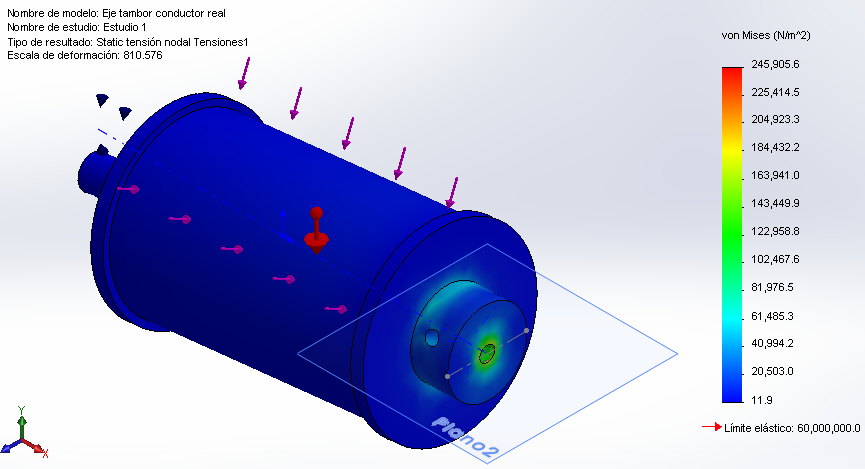 Nombre de modelo: Eje tambor conductor real
Nombre de estudio: Estudio 1
Tipo de resultado: Static tensión nodal Tensiones1
Escala de deformación: 810.576
von Mises (N/m^2)
245,905.6
225,414.5
204,923.3
184,432.2
163,941.0
143,449.9
122,958.8
102,467.6
81,976.5
61,485.3
40,994.2
20,503.0
11.9
Límite elástico: 60,000,000.0
Plano2
Y
X